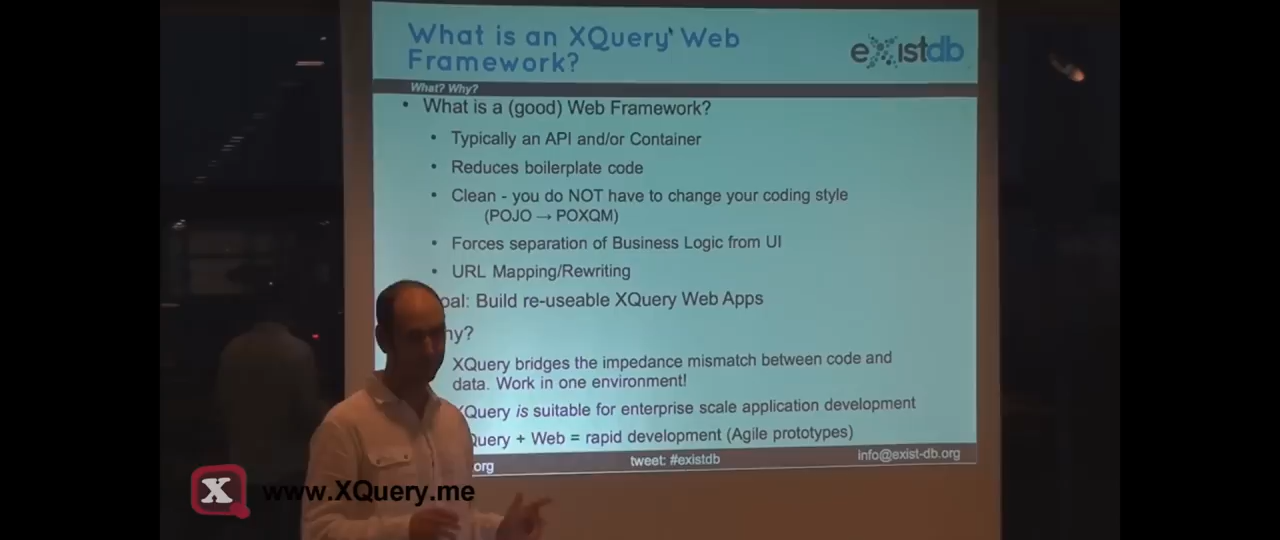 What is an XQuery Web
Framework?
existdb
What? Why?
• What is a (good) Web Framework?
• Typically an API and/or Container
• Reduces boilerplate code
• Clean - you do NOT have to change your coding style
(POJO → POXQM)
• Forces separation of Business Logic from UI
• URL Mapping/Rewriting
oal: Build re-useable XQuery Web Apps
hy?
XQuery bridges the impedance mismatch between code and
data. Work in one environment!
XQuery is suitable for enterprise scale application development
Query + Web = rapid development (Agile prototypes)
org
tweet: #existdb
info@exist-db.org
X
www.XQuery.me